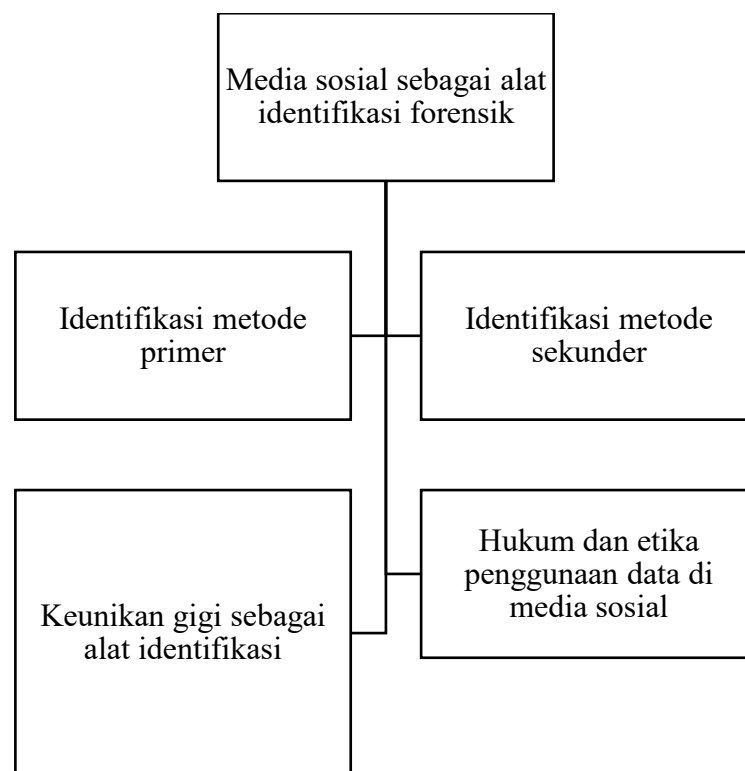 Media sosial sebagai alat
identifikasi forensik
Identifikasi metode
primer
Identifikasi metode
sekunder
Keunikan gigi sebagai
alat identifikasi
Hukum dan etika
penggunaan data di
media sosial